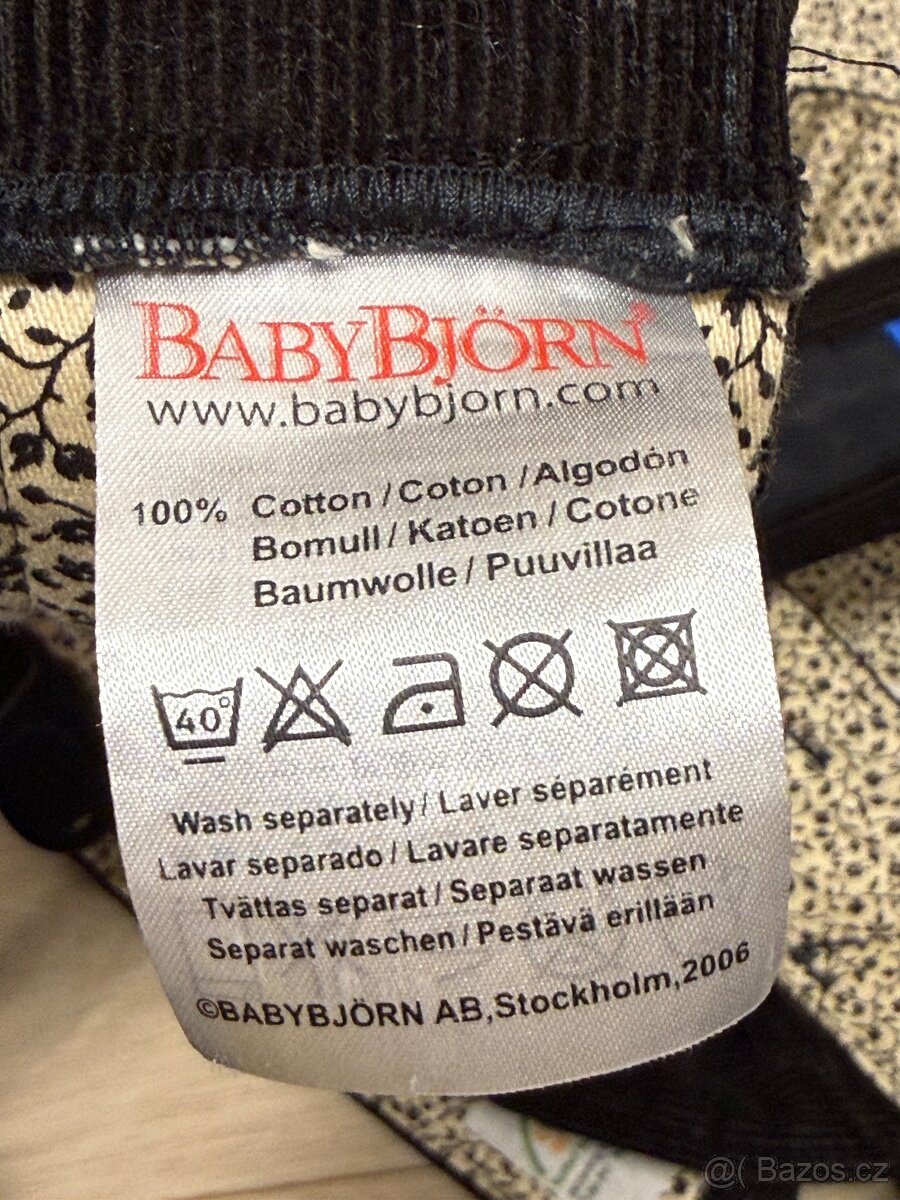 BABYBJÖRN®
www.babybjorn.com
100% Cotton / Coton / Algodón
Bomull / Katoen / Cotone
Baumwolle / Puuvillaa
40°
Wash separately / Laver séparément
Lavar separado / Lavare separatamente
Tvättas separat / Separaat wassen
Separat waschen / Pestävä erillään
©BABYBJÖRN AB, Stockholm, 2006
@( Bazos.cz